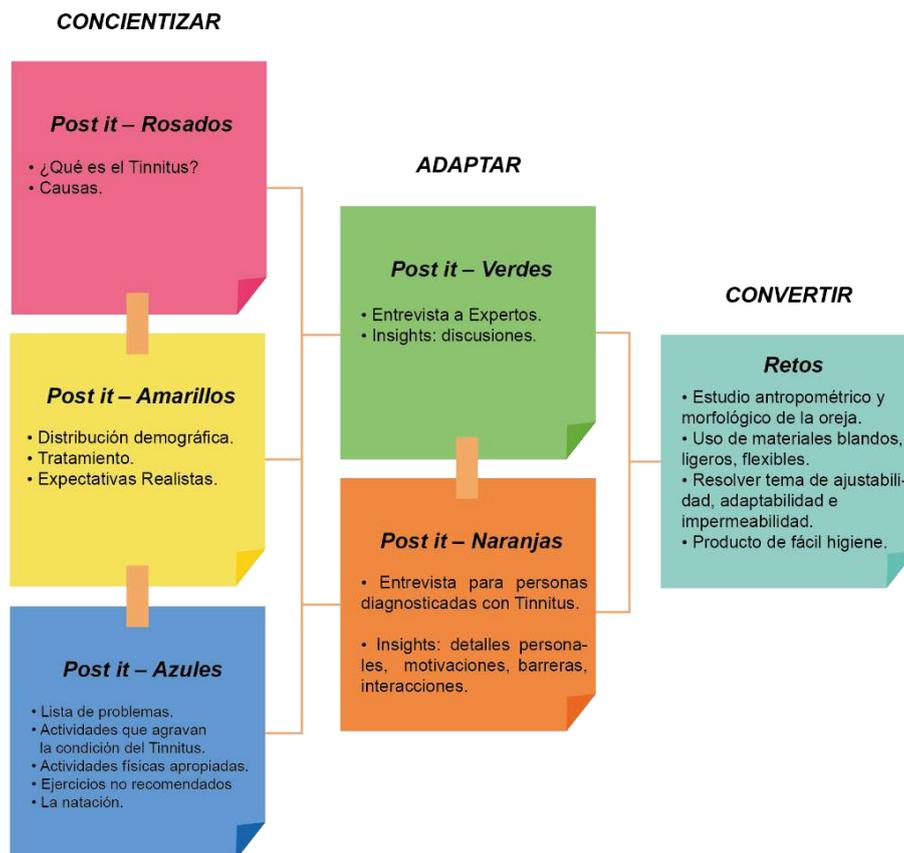 CONCIENTIZAR
Post it – Rosados
• ¿Qué es el Tinnitus?
• Causas.
Post it – Amarillos
• Distribución demográfica.
• Tratamiento.
• Expectativas Realistas.
Post it – Azules
• Lista de problemas.
• Actividades que agravan
la condición del Tinnitus.
• Actividades físicas apropiadas.
• Ejercicios no recomendados
• La natación.
ADAPTAR
Post it – Verdes
• Entrevista a Expertos.
• Insights: discusiones.
Post it – Naranjas
• Entrevista para personas
diagnosticadas con Tinnitus.
• Insights: detalles persona-
les, motivaciones, barreras,
interacciones.
CONVERTIR
Retos
• Estudio antropométrico y
morfológico de la oreja.
• Uso de materiales blandos,
ligeros, flexibles.
• Resolver tema de ajustabili-
dad, adaptabilidad e
impermeabilidad.
• Producto de fácil higiene.